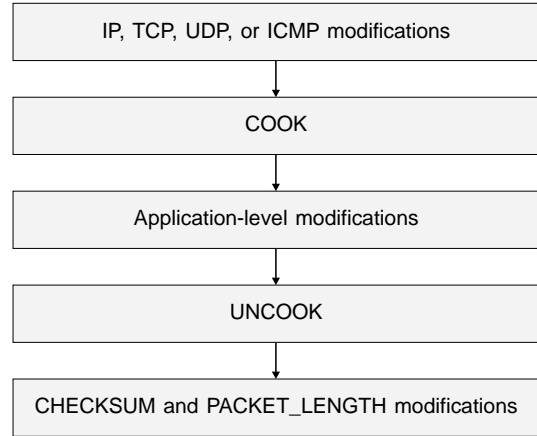 IP, TCP, UDP, or ICMP modifications
COOK
Application-level modifications
UNCOOK
CHECKSUM and PACKET_LENGTH modifications